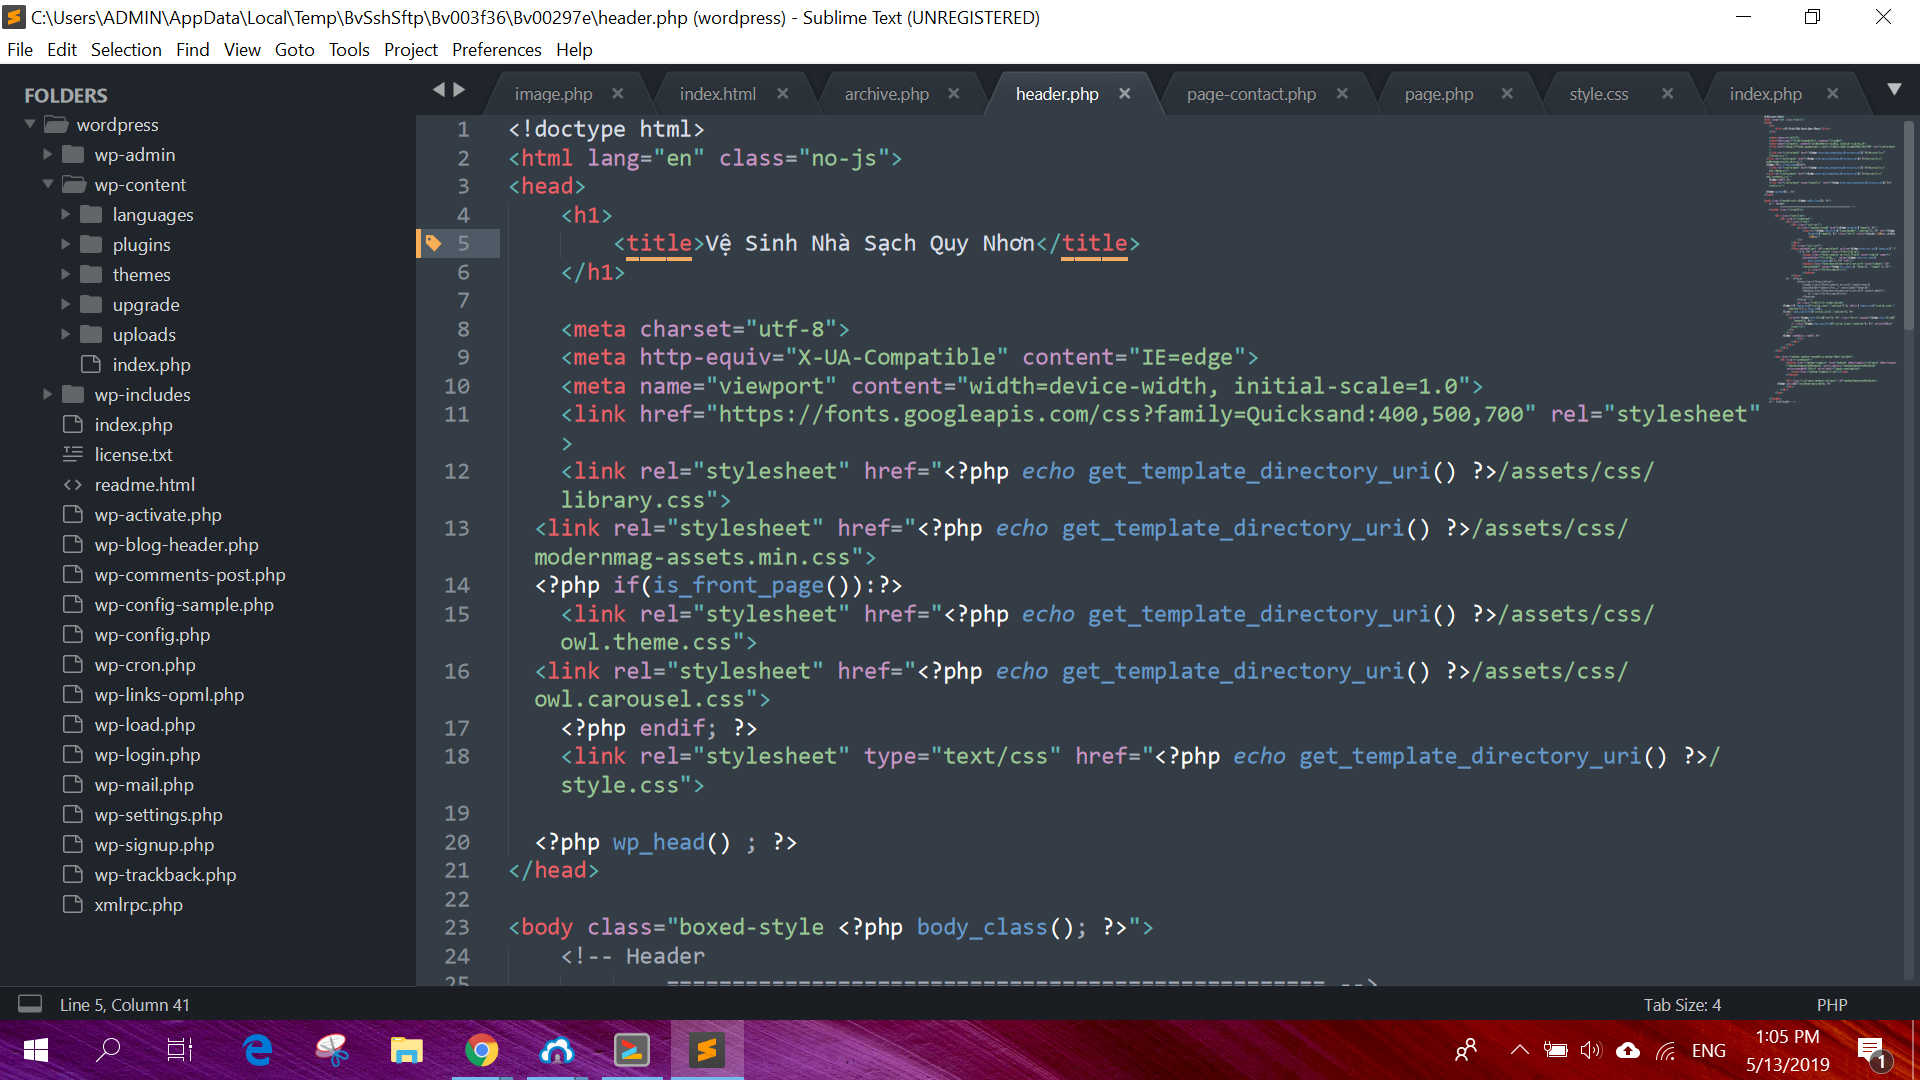 C:\Users\ADMIN\AppData\Local\Temp\BvSshSftp\Bv003f36\Bv00297e\header.php (wordpress) - Sublime Text (UNREGISTERED)
File Edit Selection Find View Goto Tools Project Preferences Help
FOLDERS
wordpress
wp-admin
wp-content
languages
plugins
themes
upgrade
uploads
index.php
wp-includes
index.php
license.txt
readme.html
wp-activate.php
wp-blog-header.php
wp-comments-post.php
wp-config-sample.php
wp-config.php
wp-cron.php
wp-links-opml.php
wp-load.php
wp-login.php
wp-mail.php
wp-settings.php
wp-signup.php
wp-trackback.php
xmlrpc.php
image.php index.html archive.php header.php page-contact.php page.php style.css index.php
1 <!doctype html>
2 <html lang="en" class="no-js">
3 <head>
4 <h1>
5 <title>Vệ Sinh Nhà Sạch Quy Nhơn</title>
6 </h1>
7
8 <meta charset="utf-8">
9 <meta http-equiv="X-UA-Compatible" content="IE=edge">
10 <meta name="viewport" content="width=device-width, initial-scale=1.0">
11 <link href="https://fonts.googleapis.com/css?family=Quicksand:400,500,700" rel="stylesheet"
>
12 <link rel="stylesheet" href="<?php echo get_template_directory_uri() ?>/assets/css/
library.css">
13 <link rel="stylesheet" href="<?php echo get_template_directory_uri() ?>/assets/css/
modernmag-assets.min.css">
14 <?php if(is_front_page()):?>
15 <link rel="stylesheet" href="<?php echo get_template_directory_uri() ?>/assets/css/
owl.theme.css">
16 <link rel="stylesheet" href="<?php echo get_template_directory_uri() ?>/assets/css/
owl.carousel.css">
17 <?php endif; ?>
18 <link rel="stylesheet" type="text/css" href="<?php echo get_template_directory_uri() ?>/
style.css">
19
20 <?php wp_head() ; ?>
21 </head>
22
23 <body class="boxed-style <?php body_class(); ?>">
24 <!-- Header
25 ================================================== -->
Line 5, Column 41
Tab Size: 4 PHP
ENG
1:05 PM
5/13/2019
1